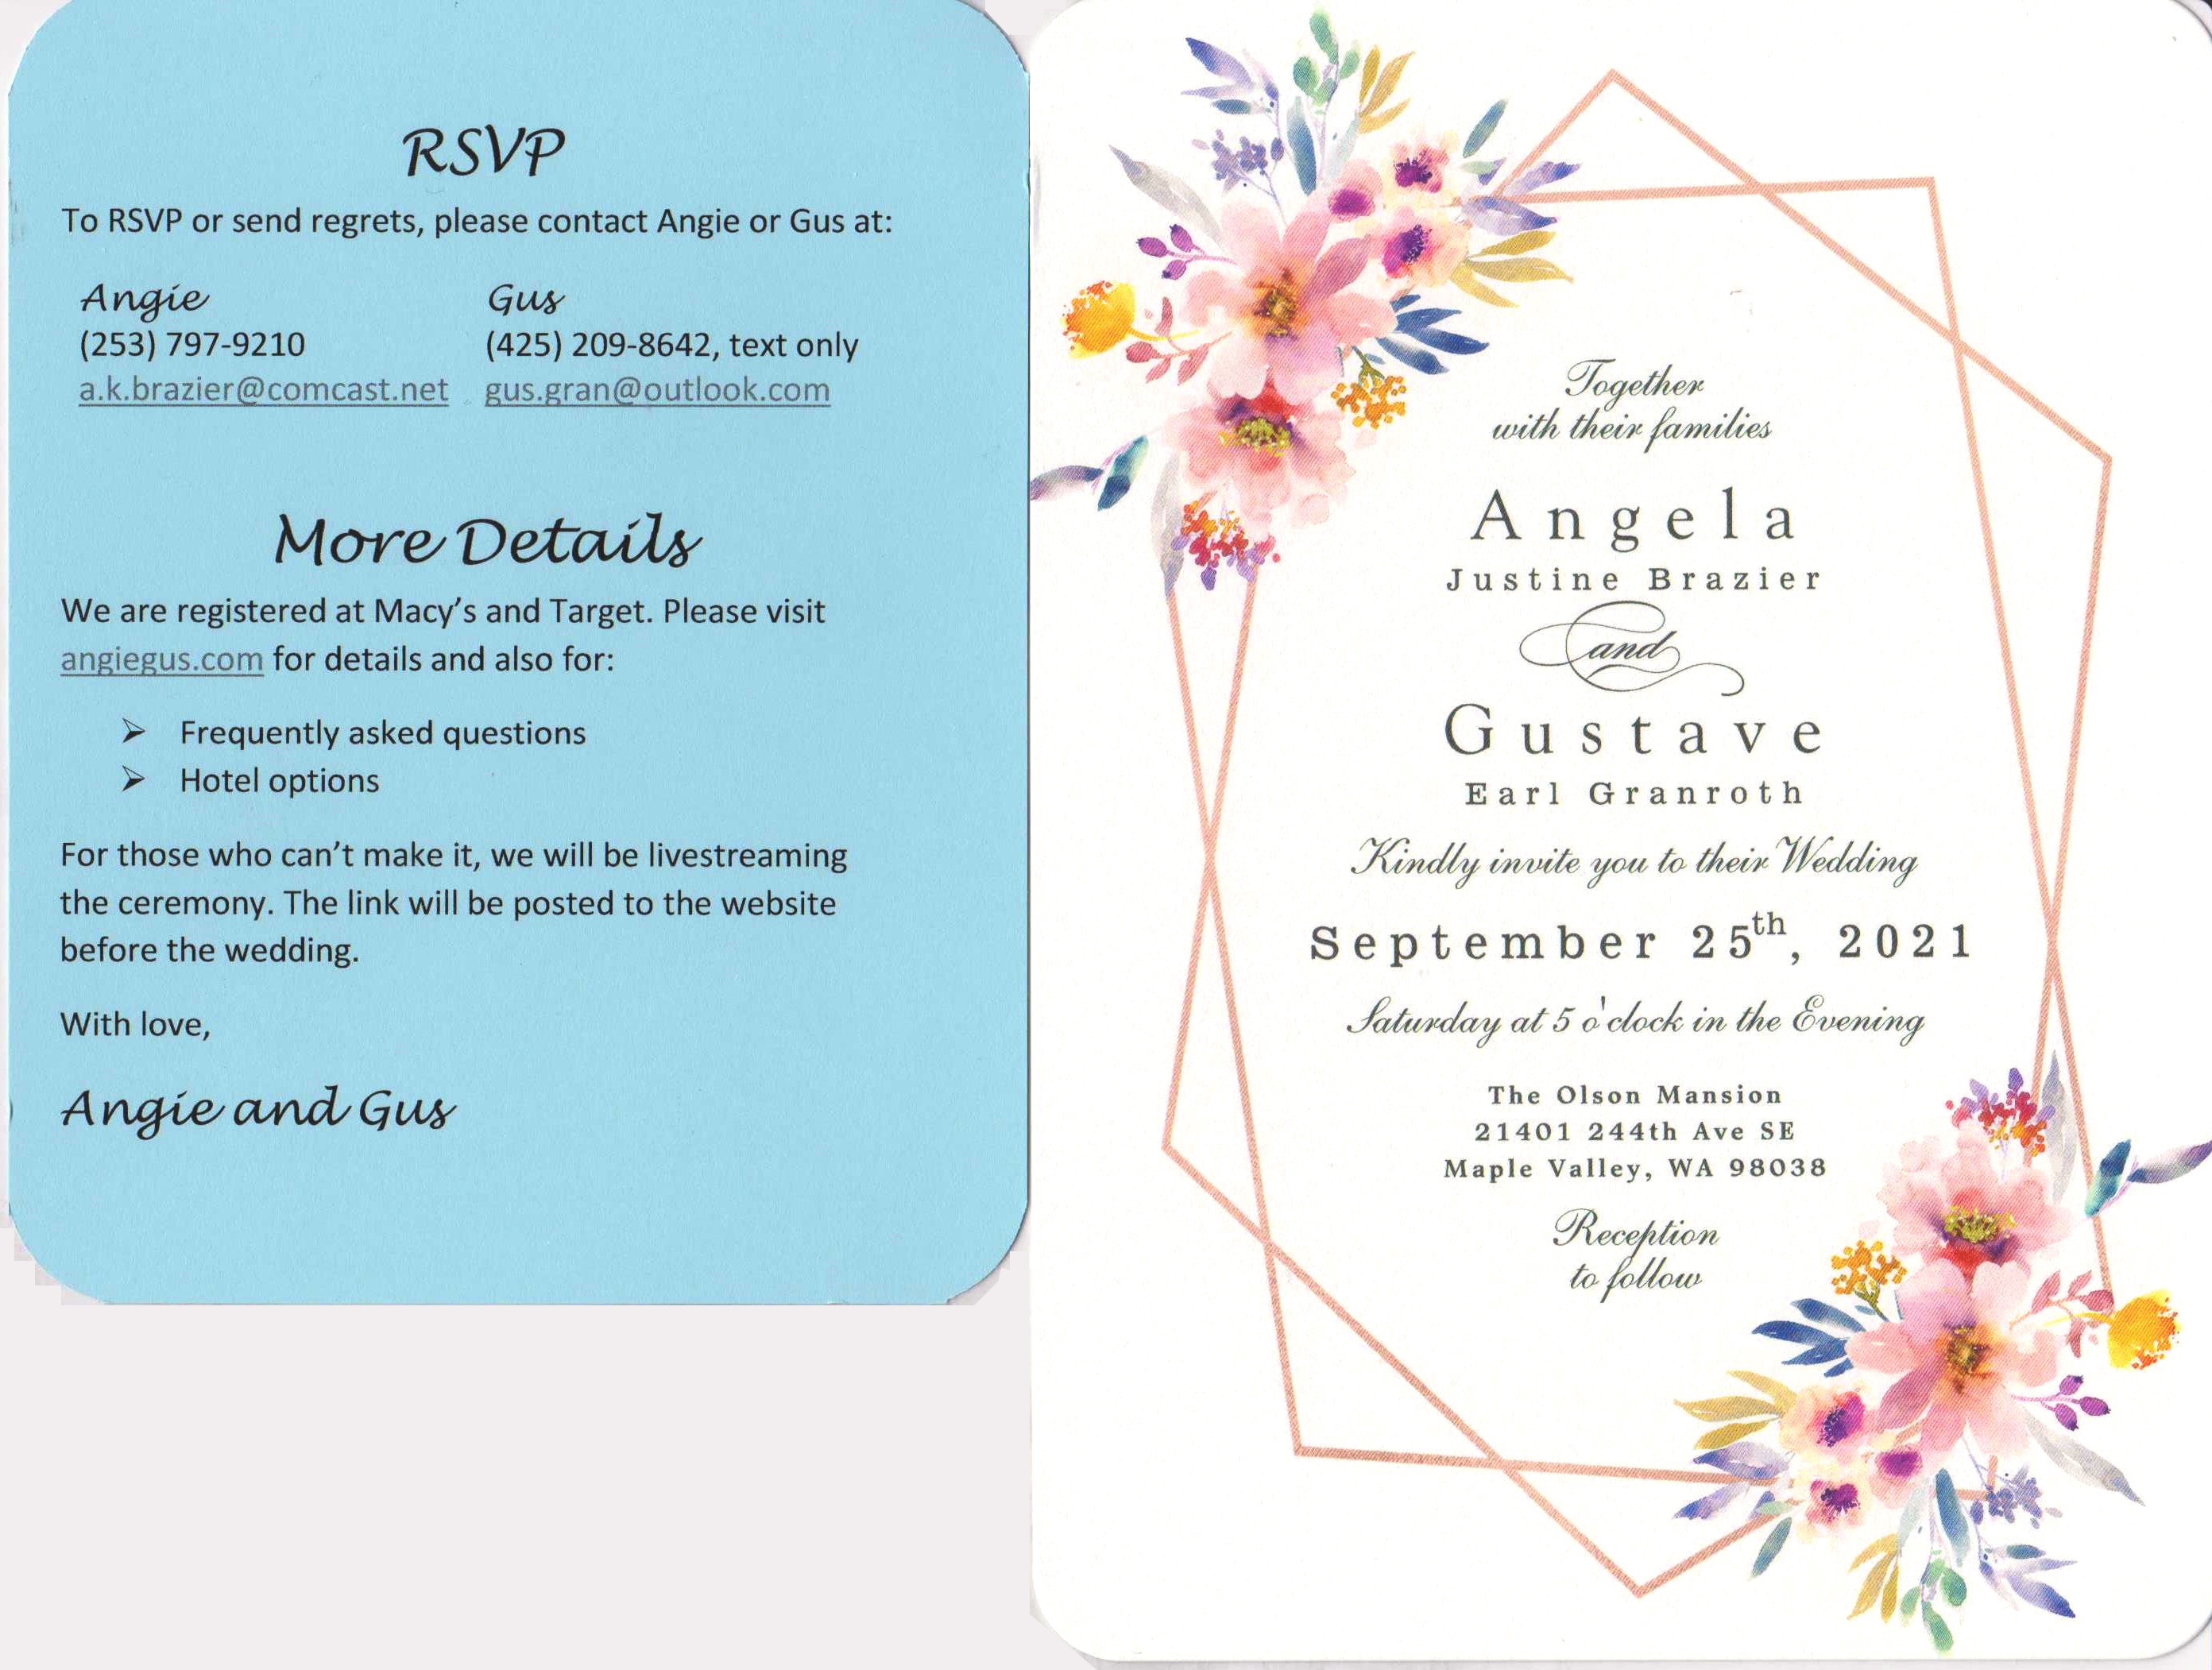 RSVP
To RSVP or send regrets, please contact Angie or Gus at:
Angie
(253) 797-9210
a.k.brazier@comcast.net
Gus
(425) 209-8642, text only
gus.gran@outlook.com
More Details
We are registered at Macy’s and Target. Please visit
angiegus.com for details and also for:
➢ Frequently asked questions
➢ Hotel options
For those who can’t make it, we will be livestreaming
the ceremony. The link will be posted to the website
before the wedding.
With love,
Angie and Gus
Together
with their families
Angela
Justine Brazier
and
Gustave
Earl Granroth
Kindly invite you to their Wedding
September 25th, 2021
Saturday at 5 o'clock in the Evening
The Olson Mansion
21401 244th Ave SE
Maple Valley, WA 98038
Reception
to follow